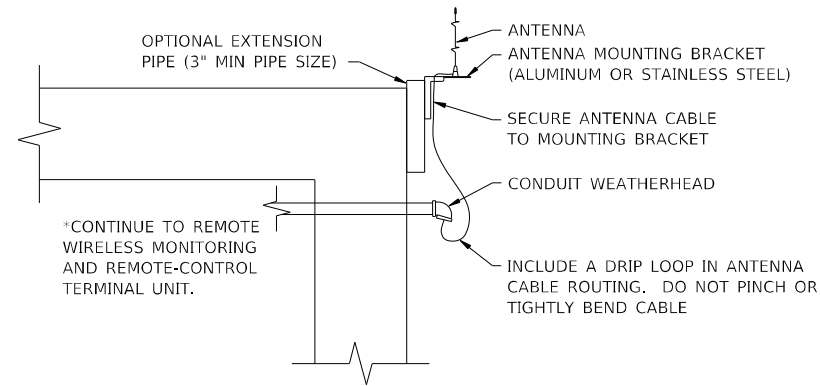 OPTIONAL EXTENSION
PIPE (3" MIN PIPE SIZE)
ANTENNA
ANTENNA MOUNTING BRACKET
(ALUMINUM OR STAINLESS STEEL)
SECURE ANTENNA CABLE
TO MOUNTING BRACKET
CONDUIT WEATHERHEAD
*CONTINUE TO REMOTE
WIRELESS MONITORING
AND REMOTE-CONTROL
TERMINAL UNIT.
INCLUDE A DRIP LOOP IN ANTENNA
CABLE ROUTING. DO NOT PINCH OR
TIGHTLY BEND CABLE